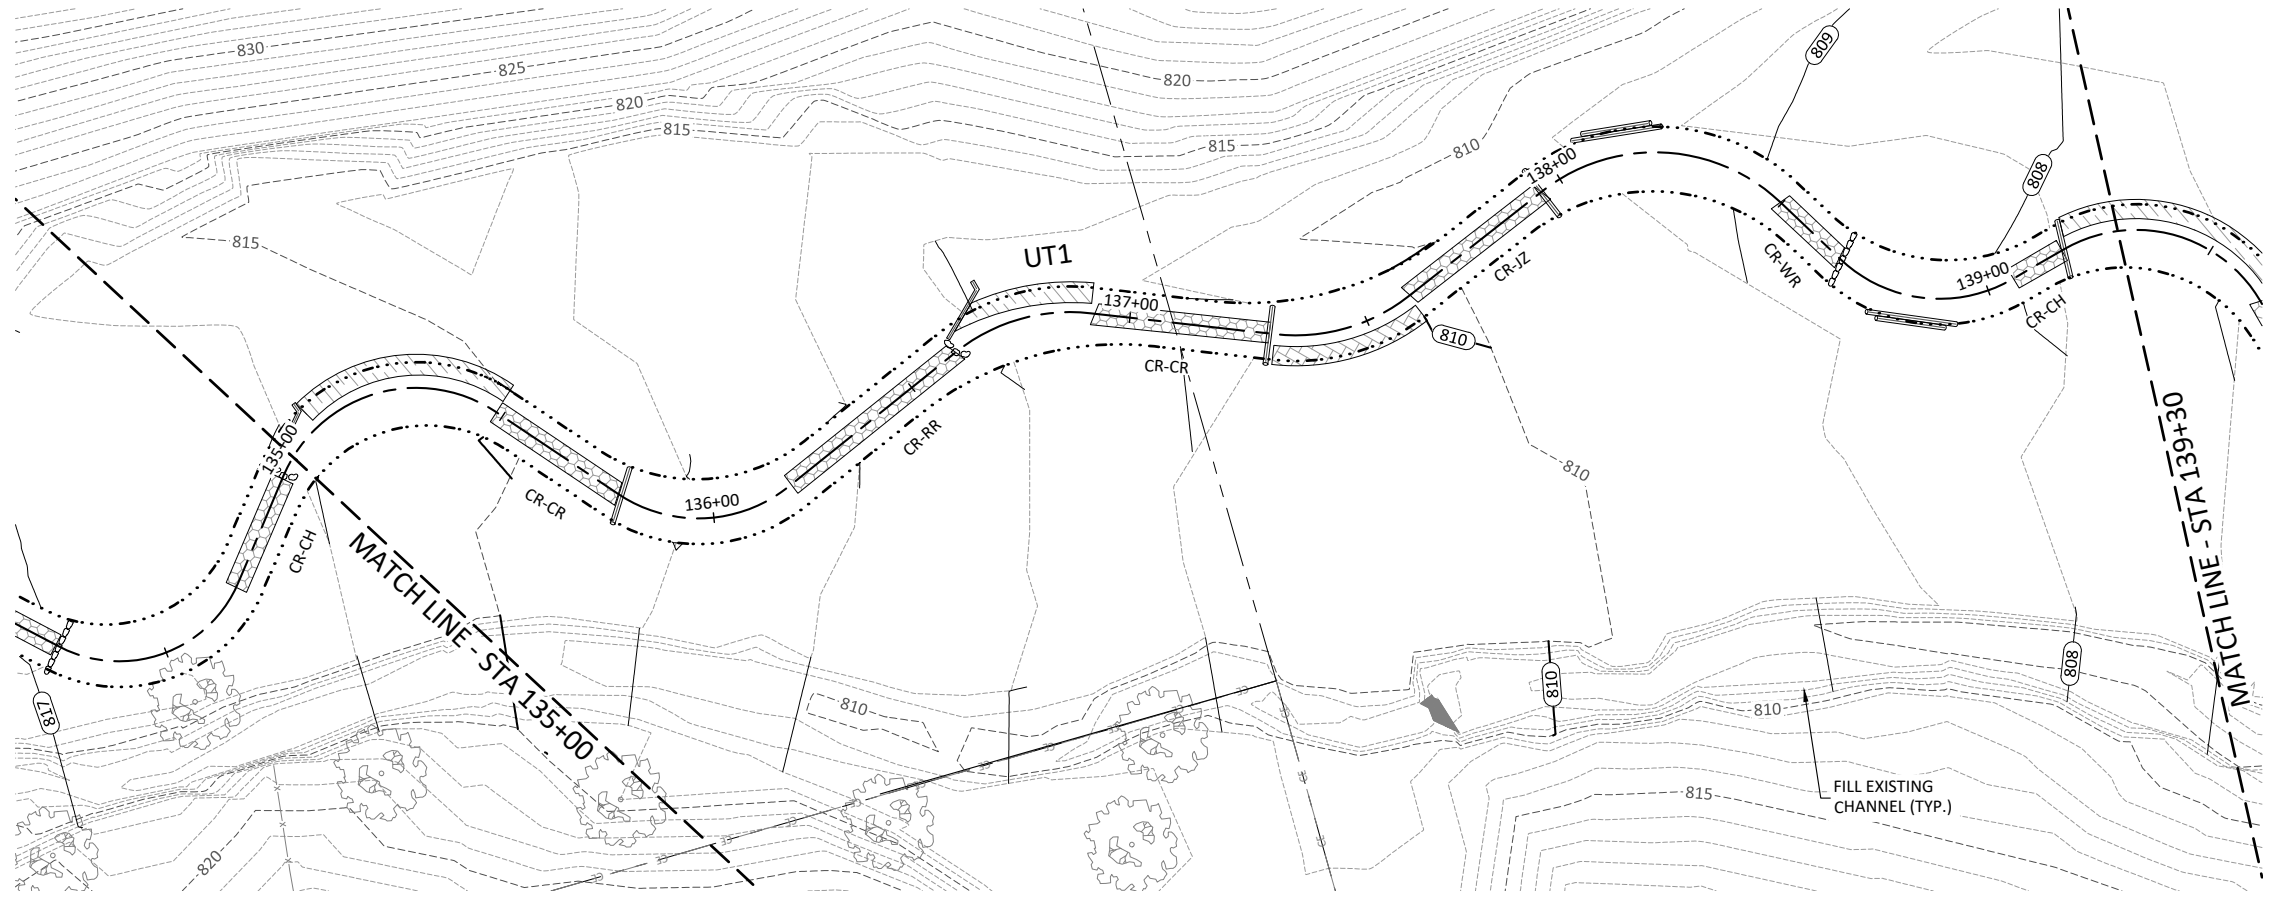 830
825
820
820
815
815
810
809
808
815
UT1
138+00
137+00
CR-JZ
CR-WR
139+00
CR-CH
810
CR-CR
135+00
CR-RR
810
136+00
CR-CR
CR-CH
MATCH LINE - STA 135+00
MATCH LINE - STA 139+30
817
810
810
808
810
815
FILL EXISTING
CHANNEL (TYP.)
820